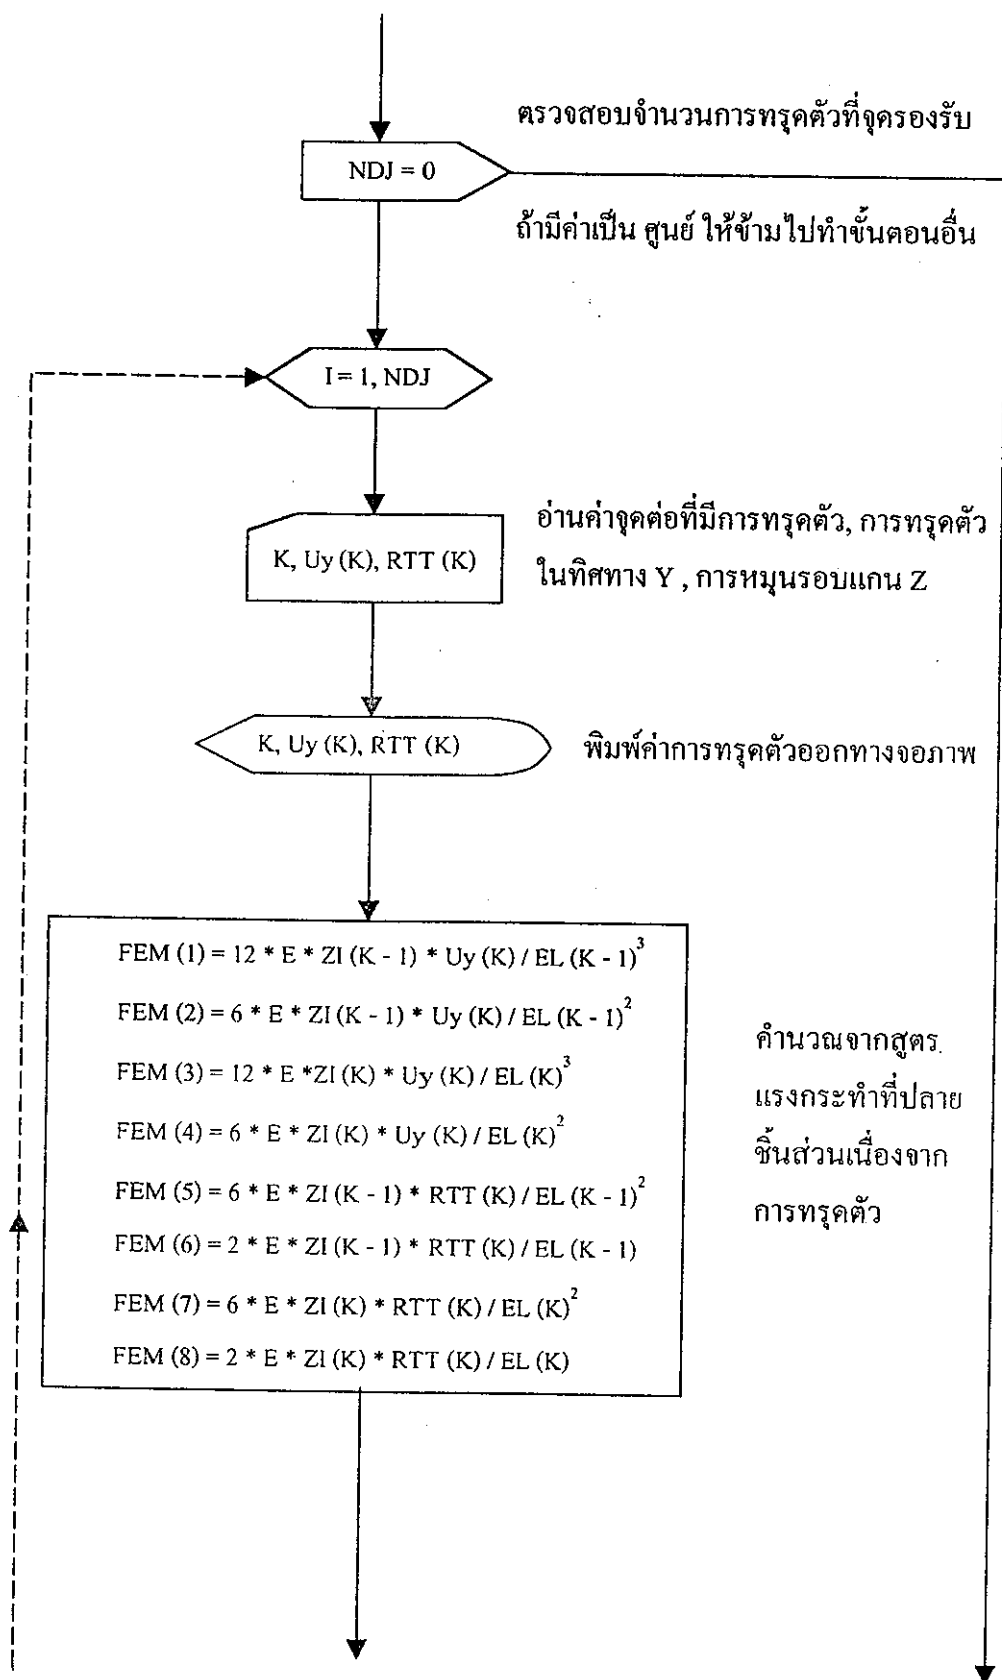 ตรวจสอบจำนวนการทรุดตัวที่จุดรองรับ
NDJ = 0
ถ้ามีค่าเป็น ศูนย์ ให้ข้ามไปทำขั้นตอนอื่น
I = 1, NDJ
อ่านค่าจุดต่อที่มีการทรุดตัว, การทรุดตัว
ในทิศทาง Y , การหมุนรอบแกน Z
K, Uy (K), RTT (K)
K, Uy (K), RTT (K)
พิมพ์ค่าการทรุดตัวออกทางจอภาพ
FEM (1) = 12 * E * ZI (K - 1) * Uy (K) / EL (K - 1)³
FEM (2) = 6 * E * ZI (K - 1) * Uy (K) / EL (K - 1)²
FEM (3) = 12 * E *ZI (K) * Uy (K) / EL (K)³
FEM (4) = 6 * E * ZI (K) * Uy (K) / EL (K)²
FEM (5) = 6 * E * ZI (K - 1) * RTT (K) / EL (K - 1)²
FEM (6) = 2 * E * ZI (K - 1) * RTT (K) / EL (K - 1)
FEM (7) = 6 * E * ZI (K) * RTT (K) / EL (K)²
FEM (8) = 2 * E * ZI (K) * RTT (K) / EL (K)
คำนวณจากสูตร
แรงกระทำที่ปลาย
ชิ้นส่วนเนื่องจาก
การทรุดตัว